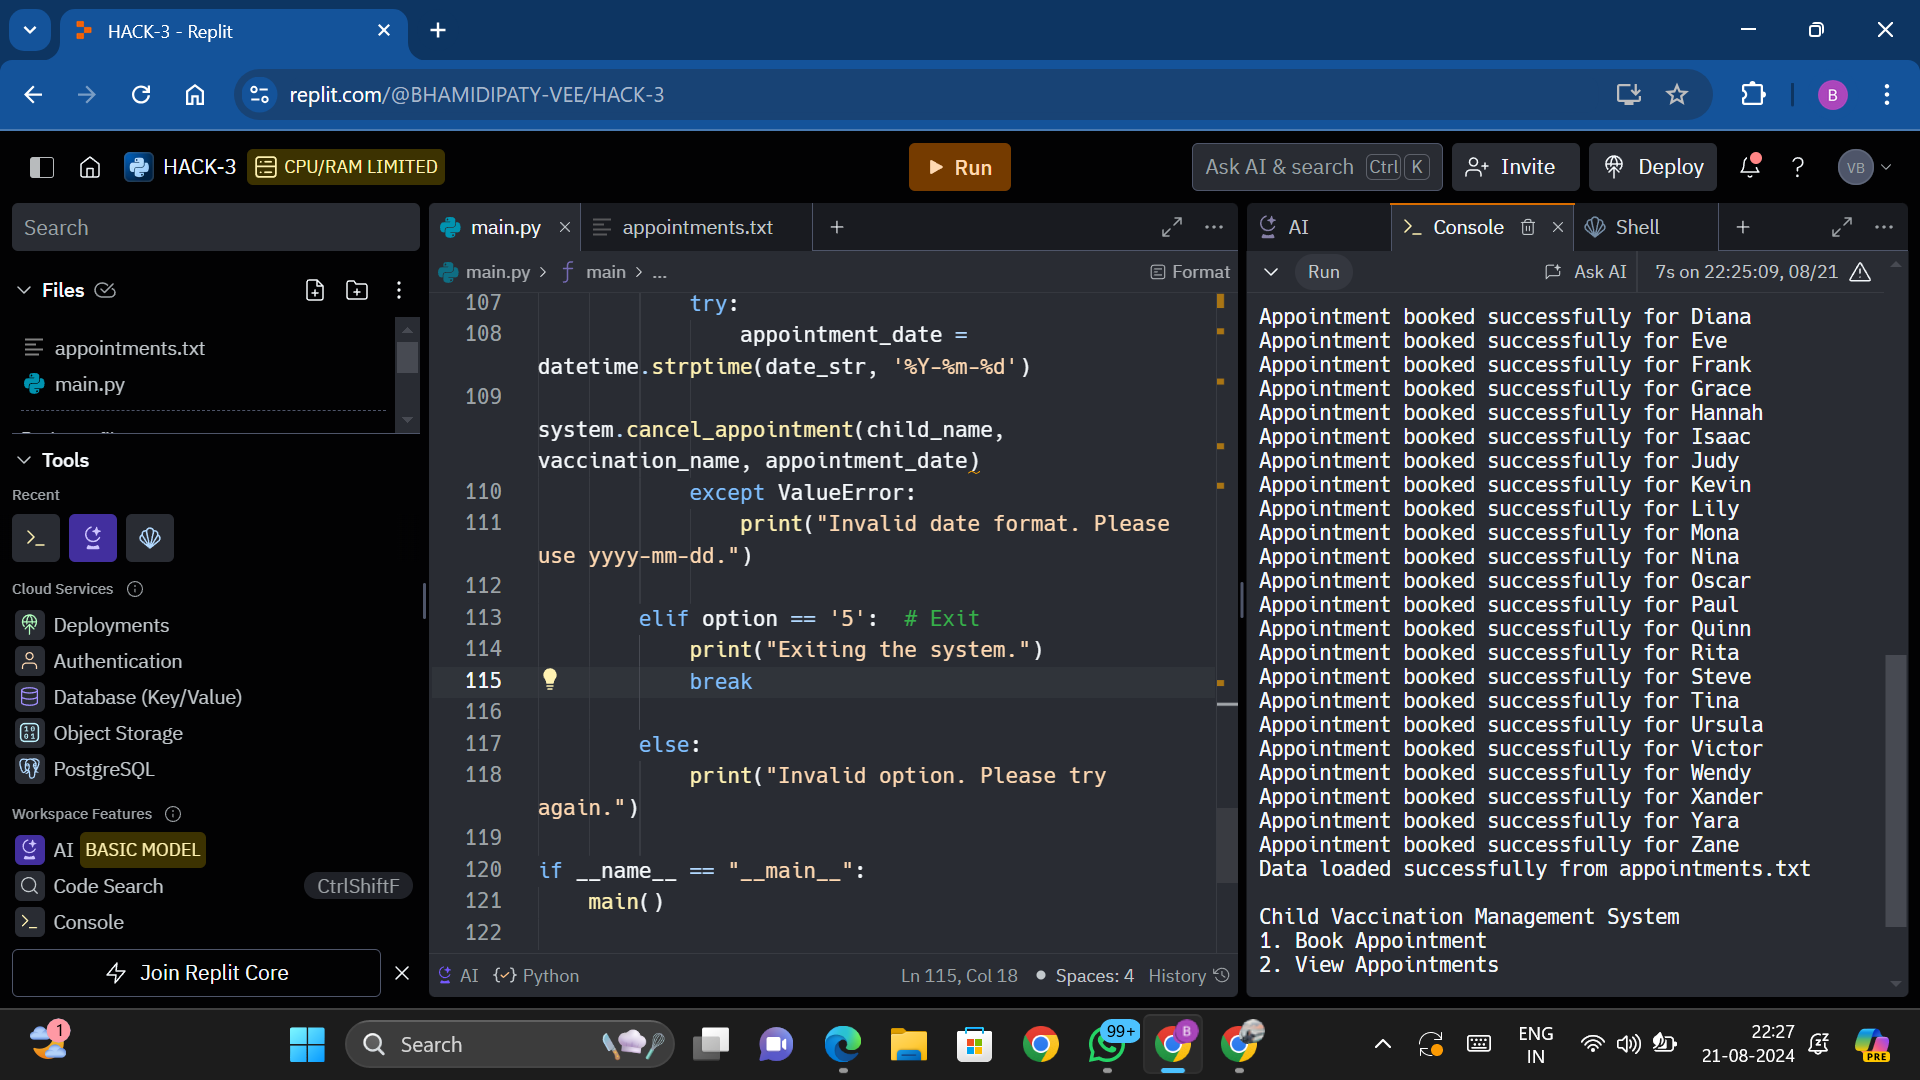 HACK-3 - Replit
replit.com/@BHAMIDIPATY-VEE/HACK-3
B
HACK-3
CPU/RAM LIMITED
Run
Ask AI & search Ctrl K
Invite
Deploy
?
VB
Search
Files
appointments.txt
main.py
Tools
Recent
Cloud Services
Deployments
Authentication
Database (Key/Value)
Object Storage
PostgreSQL
Workspace Features
AI BASIC MODEL
Code Search CtrlShiftF
Console
Join Replit Core
main.py
appointments.txt
main.py > main > ...
Format
107 try:
108 appointment_date =
datetime.strptime(date_str, '%Y-%m-%d')
109
system.cancel_appointment(child_name,
vaccination_name, appointment_date)
110 except ValueError:
111 print("Invalid date format. Please
use yyyy-mm-dd.")
112
113 elif option == '5':  # Exit
114 print("Exiting the system.")
115 break
116
117 else:
118 print("Invalid option. Please try
again.")
119
120 if __name__ == "__main__":
121 main()
122
AI Python
Ln 115, Col 18 Spaces: 4 History
AI
Console
Shell
Run
Ask AI
7s on 22:25:09, 08/21
Appointment booked successfully for Diana
Appointment booked successfully for Eve
Appointment booked successfully for Frank
Appointment booked successfully for Grace
Appointment booked successfully for Hannah
Appointment booked successfully for Isaac
Appointment booked successfully for Judy
Appointment booked successfully for Kevin
Appointment booked successfully for Lily
Appointment booked successfully for Mona
Appointment booked successfully for Nina
Appointment booked successfully for Oscar
Appointment booked successfully for Paul
Appointment booked successfully for Quinn
Appointment booked successfully for Rita
Appointment booked successfully for Steve
Appointment booked successfully for Tina
Appointment booked successfully for Ursula
Appointment booked successfully for Victor
Appointment booked successfully for Wendy
Appointment booked successfully for Xander
Appointment booked successfully for Yara
Appointment booked successfully for Zane
Data loaded successfully from appointments.txt
Child Vaccination Management System
1. Book Appointment
2. View Appointments
1
Search
99+
B
ENG
IN
22:27
21-08-2024
PRE